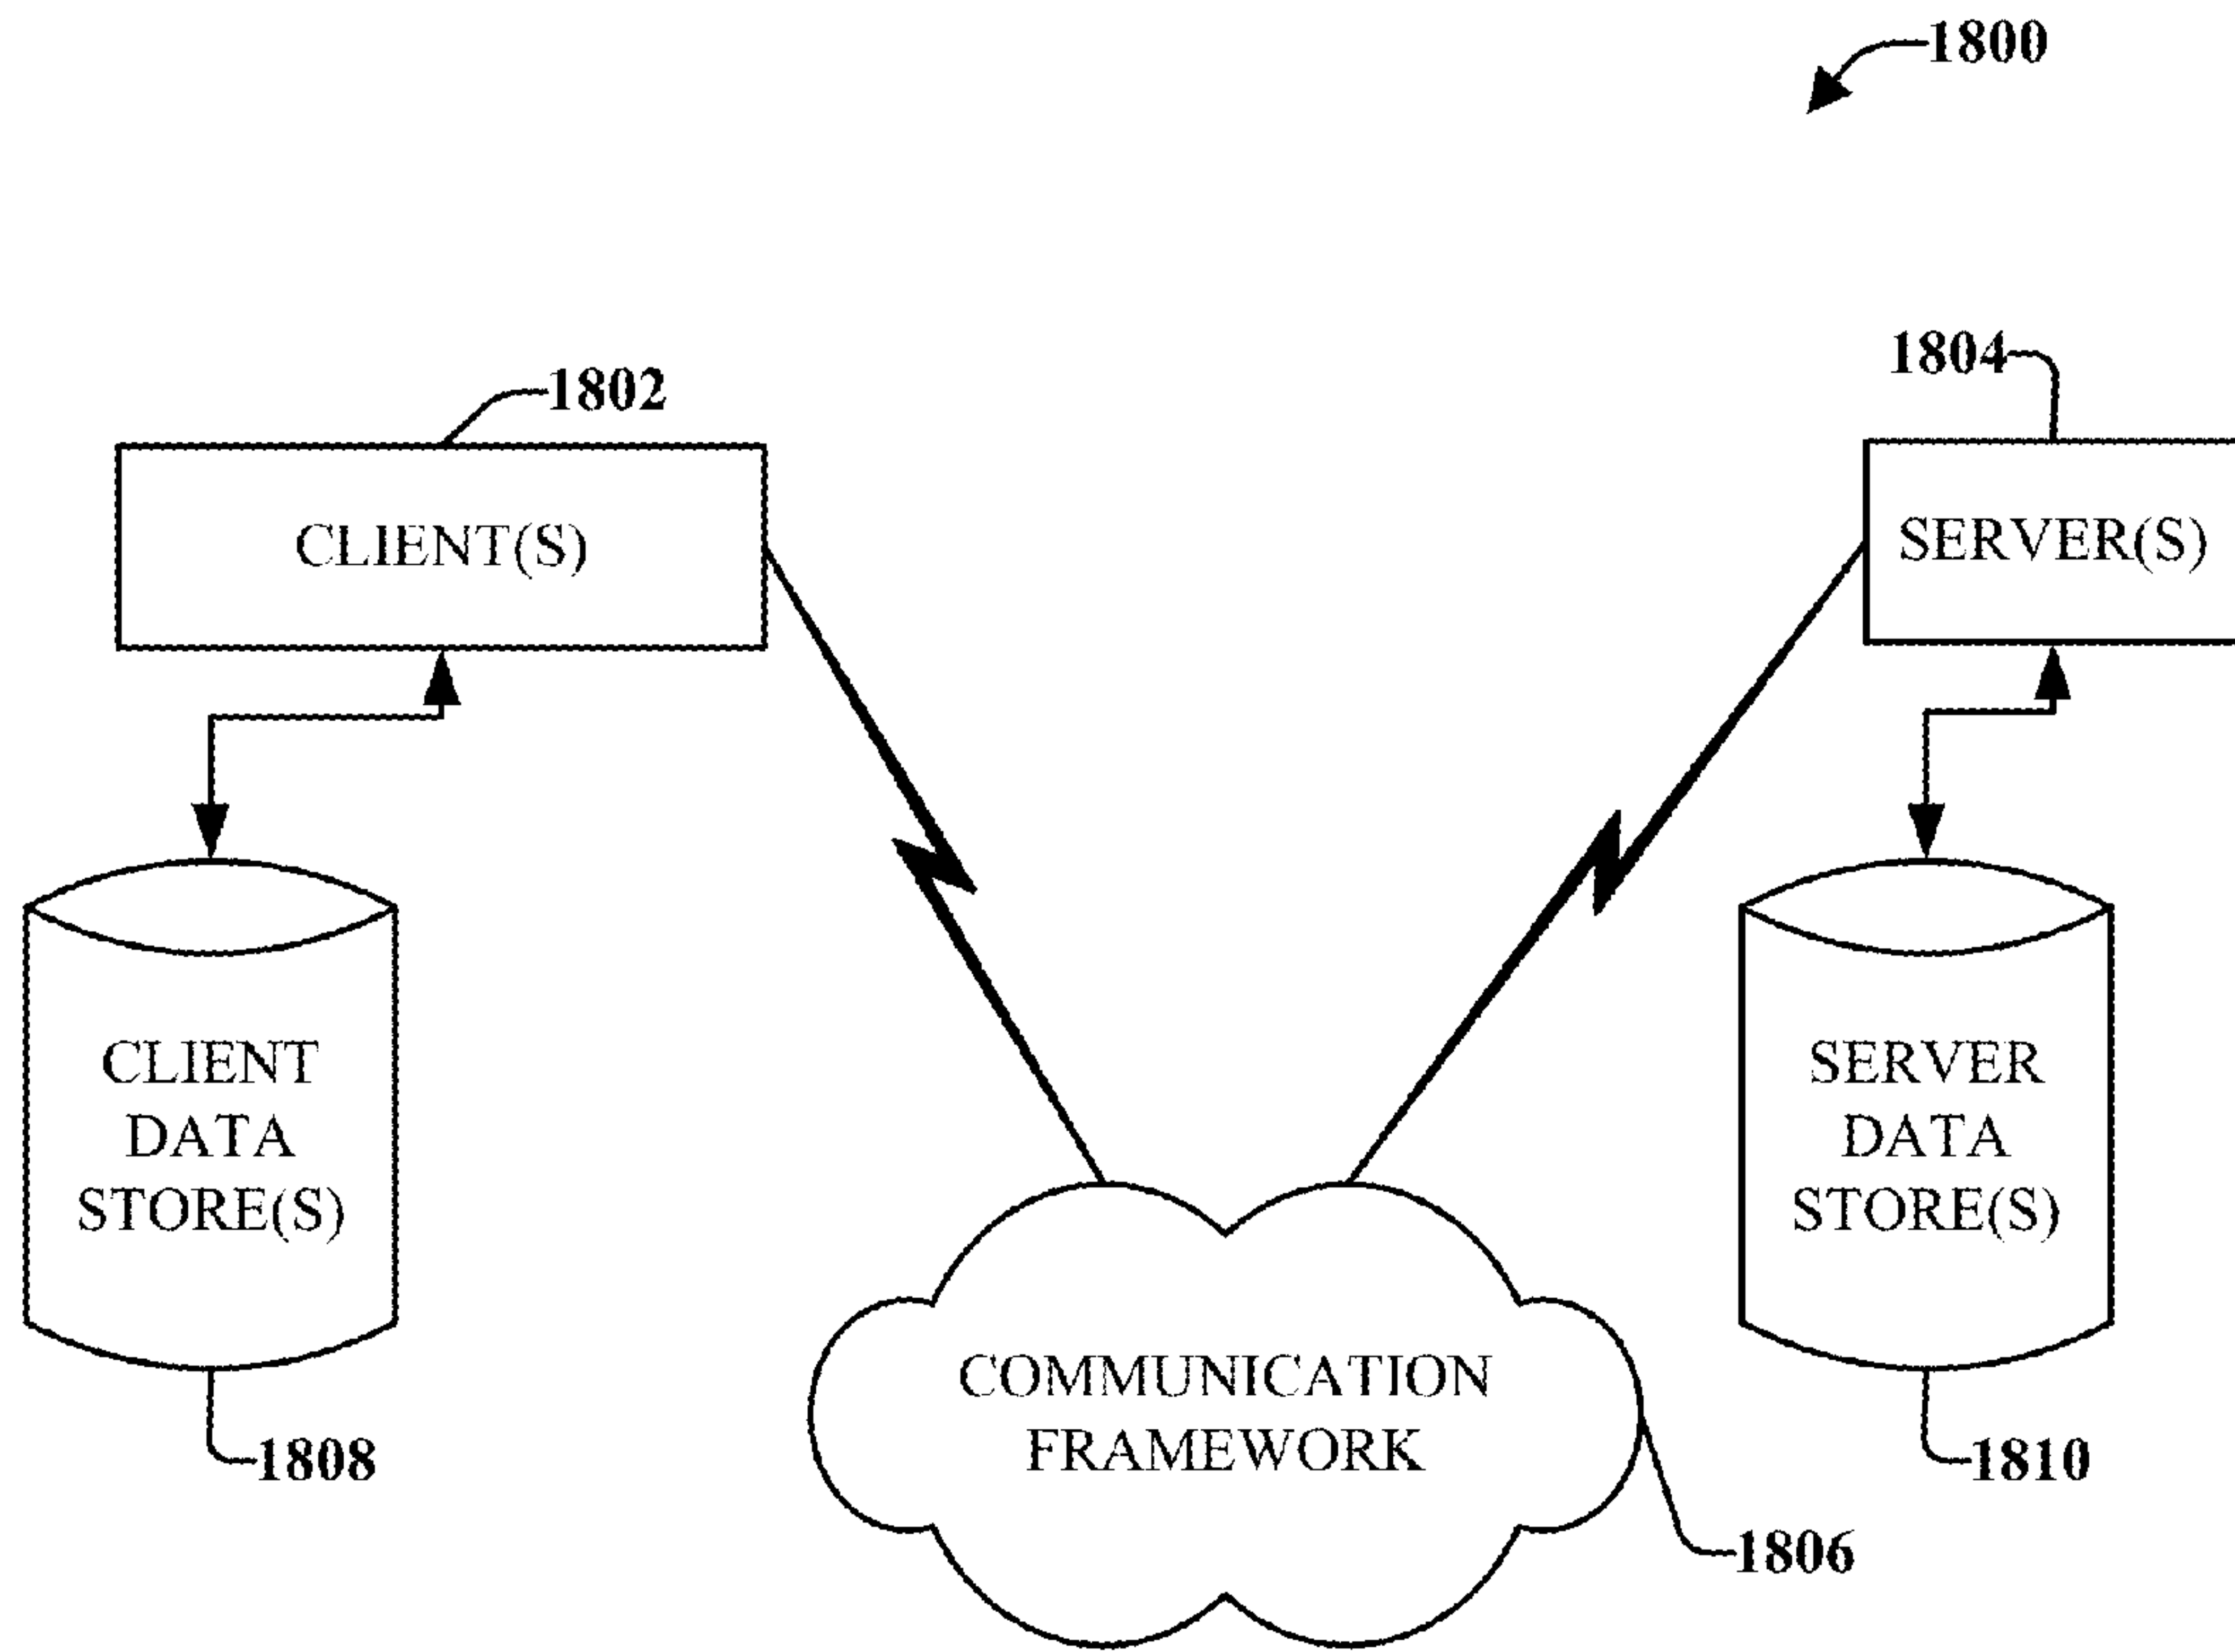 1800
1802
1804
CLIENT(S)
SERVER(S)
CLIENT
DATA
STORE(S)
SERVER
DATA
STORE(S)
COMMUNICATION
FRAMEWORK
1808
1810
1806